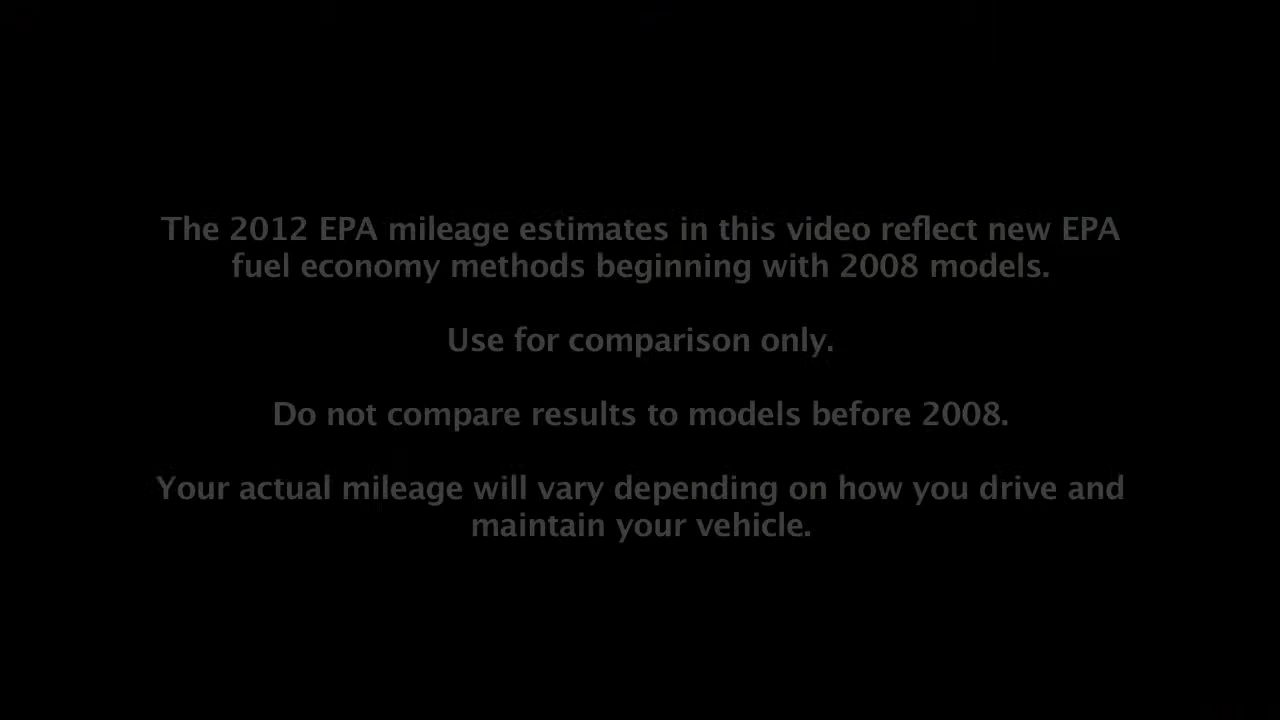 The 2012 EPA mileage estimates in this video reflect new EPA
fuel economy methods beginning with 2008 models.
Use for comparison only.
Do not compare results to models before 2008.
Your actual mileage will vary depending on how you drive and
maintain your vehicle.